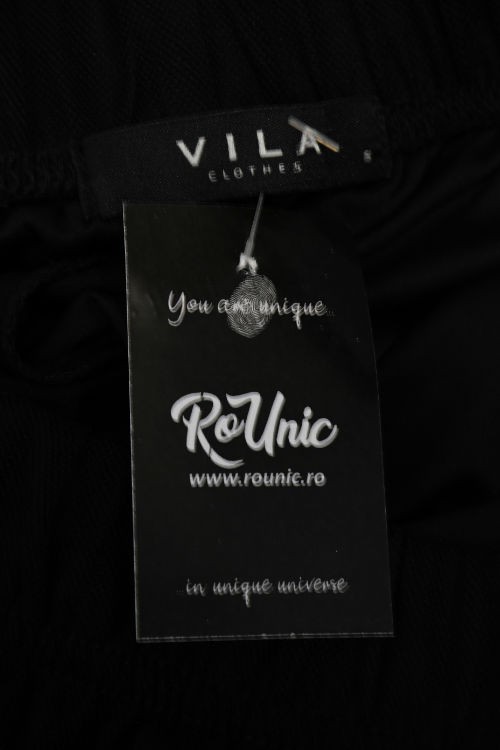 VILA
CLOTHES
S
You are unique...
RoUnic
www.rounic.ro
in unique universe